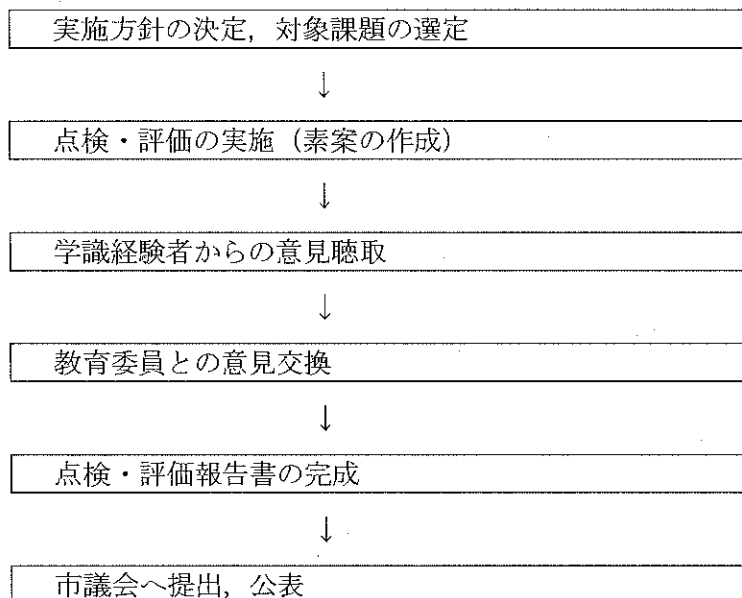 実施方針の決定，対象課題の選定
↓
点検・評価の実施（素案の作成）
↓
学識経験者からの意見聴取
↓
教育委員との意見交換
↓
点検・評価報告書の完成
↓
市議会へ提出，公表